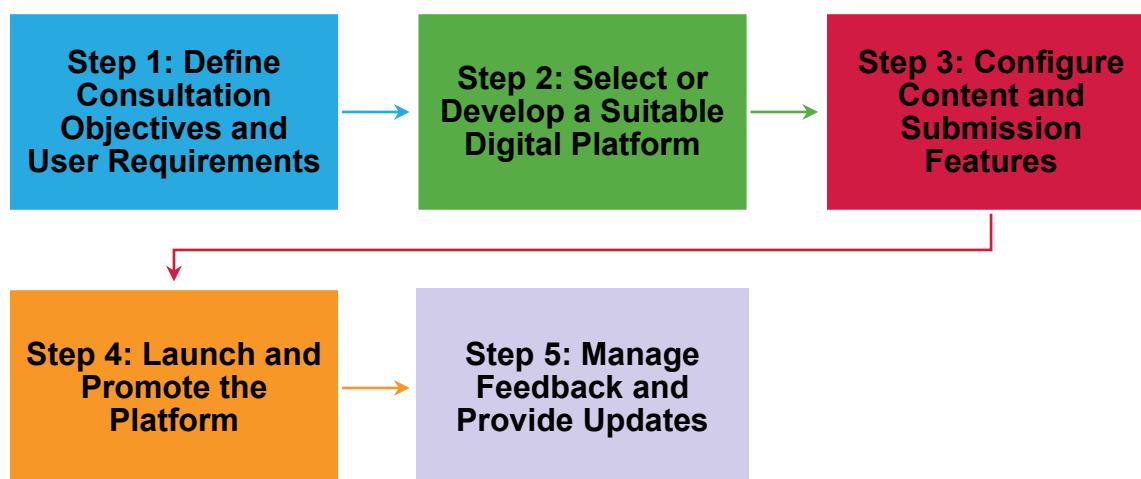 Step 1: Define
Consultation
Objectives and
User Requirements
Step 2: Select or
Develop a Suitable
Digital Platform
Step 3: Configure
Content and
Submission
Features
Step 4: Launch and
Promote the
Platform
Step 5: Manage
Feedback and
Provide Updates